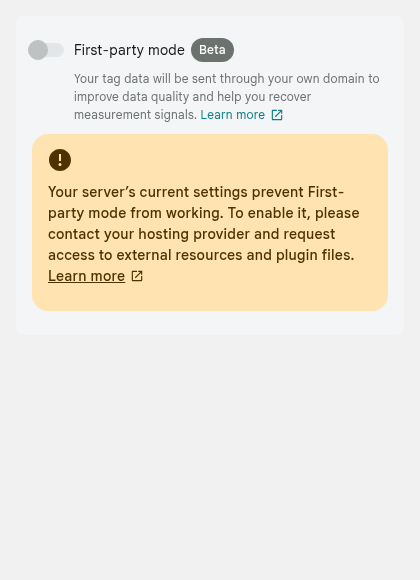 First-party mode Beta
Your tag data will be sent through your own domain to
improve data quality and help you recover
measurement signals. Learn more
Your server’s current settings prevent First-
party mode from working. To enable it, please
contact your hosting provider and request
access to external resources and plugin files.
Learn more